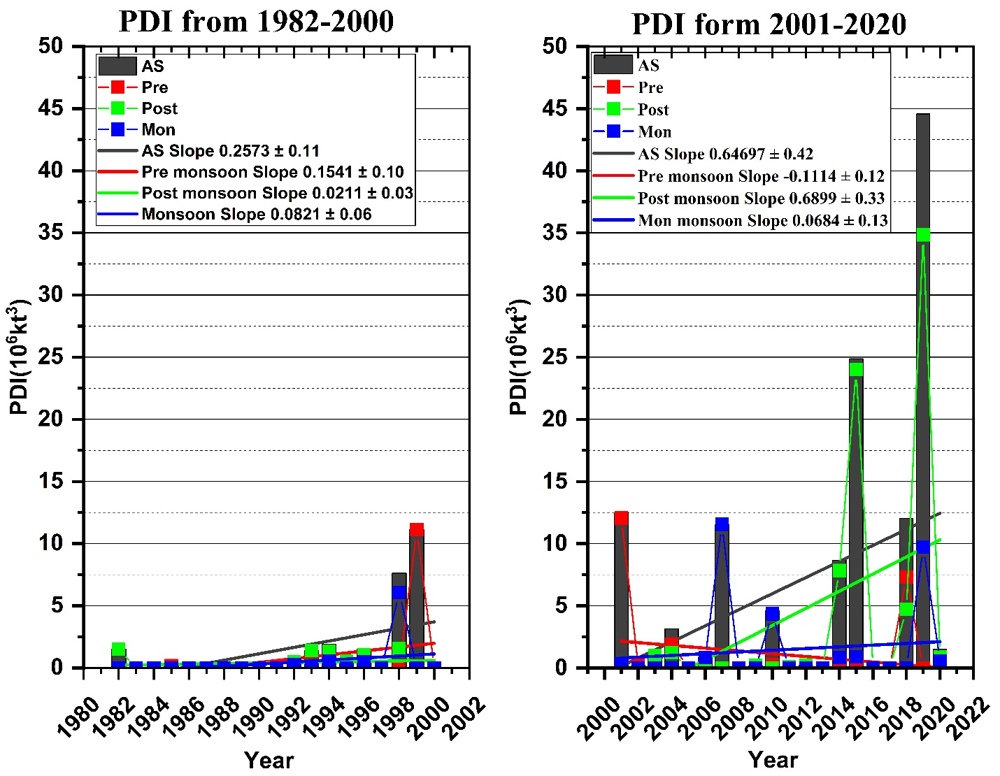 PDI from 1982-2000
50
45
40
35
30
25
20
15
10
5
0
PDI(10⁶kt³)
AS
Pre
Post
Mon
AS Slope 0.2573 ± 0.11
Pre monsoon Slope 0.1541 ± 0.10
Post monsoon Slope 0.0211 ± 0.03
Monsoon Slope 0.0821 ± 0.06
1980
1982
1984
1986
1988
1990
1992
1994
1996
1998
2000
2002
Year
PDI form 2001-2020
50
45
40
35
30
25
20
15
10
5
0
PDI(10⁶kt³)
AS
Pre
Post
Mon
AS Slope 0.64697 ± 0.42
Pre monsoon Slope -0.1114 ± 0.12
Post monsoon Slope 0.6899 ± 0.33
Mon monsoon Slope 0.0684 ± 0.13
2000
2002
2004
2006
2008
2010
2012
2014
2016
2018
2020
2022
Year